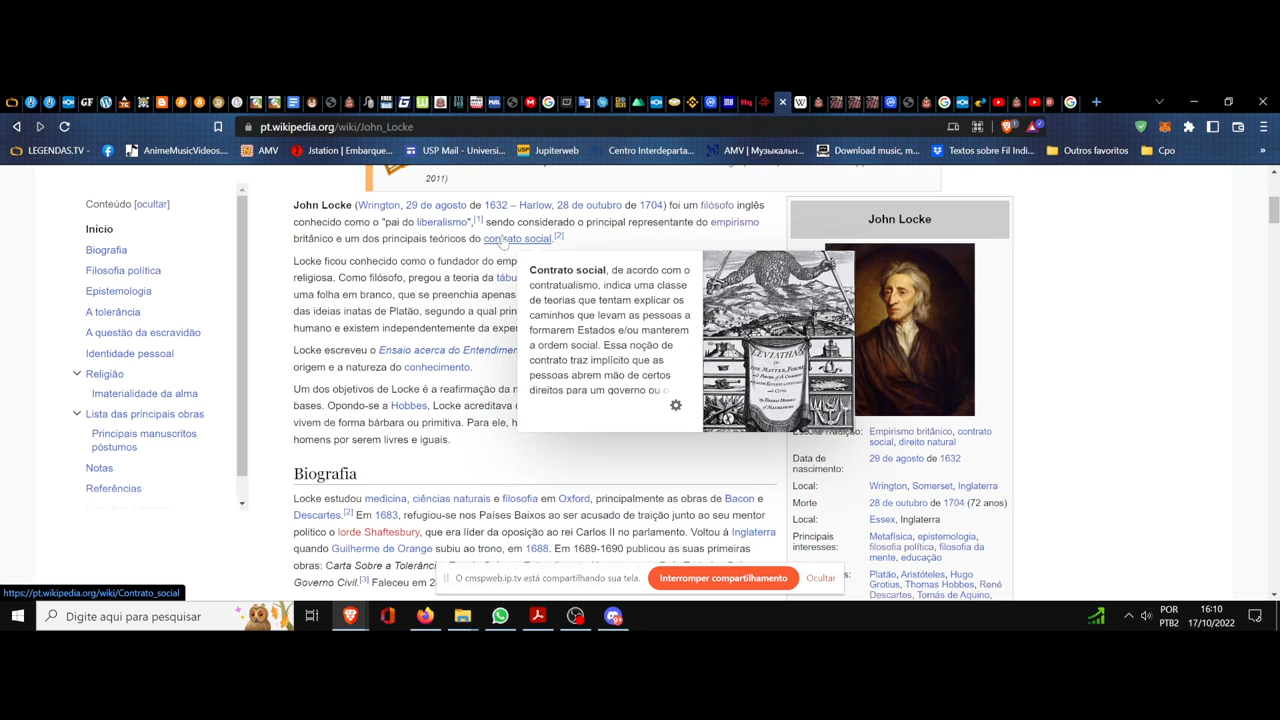 pt.wikipedia.org/wiki/John_Locke
LEGENDAS.TV
AnimeMusicVideos...
AMV
Jstation | Embarque...
USP Mail - Universi...
Jupiterweb
Centro Interdeparta...
AMV | Музыкальн...
Download music, m...
Textos sobre Fil Indi...
Outros favoritos
Cpo
2011)
Conteúdo [ocultar]
Início
Biografia
Filosofia política
Epistemologia
A tolerância
A questão da escravidão
Identidade pessoal
Religião
Imaterialidade da alma
Lista das principais obras
Principais manuscritos
póstumos
Notas
Referências
John Locke (Wrington, 29 de agosto de 1632 – Harlow, 28 de outubro de 1704) foi um filósofo inglês
conhecido como o "pai do liberalismo",[1] sendo considerado o principal representante do empirismo
britânico e um dos principais teóricos do contrato social.[2]
Locke ficou conhecido como o fundador do emp
religiosa. Como filósofo, pregou a teoria da tábu
uma folha em branco, que se preenchia apenas
das ideias inatas de Platão, segundo a qual prin
humano e existem independentemente da exper
Locke escreveu o Ensaio acerca do Entendimen
origem e a natureza do conhecimento.
Um dos objetivos de Locke é a reafirmação da n
bases. Opondo-se a Hobbes, Locke acreditava
vivem de forma bárbara ou primitiva. Para ele, h
homens por serem livres e iguais.
Contrato social, de acordo com o
contratualismo, indica uma classe
de teorias que tentam explicar os
caminhos que levam as pessoas a
formarem Estados e/ou manterem
a ordem social. Essa noção de
contrato traz implícito que as
pessoas abrem mão de certos
direitos para um governo ou o
LEVIATHAN
Biografia
Locke estudou medicina, ciências naturais e filosofia em Oxford, principalmente as obras de Bacon e
Descartes.[2] Em 1683, refugiou-se nos Países Baixos ao ser acusado de traição junto ao seu mentor
politico o lorde Shaftesbury, que era líder da oposição ao rei Carlos II no parlamento. Voltou à Inglaterra
quando Guilherme de Orange subiu ao trono, em 1688. Em 1689-1690 publicou as suas primeiras
obras: Carta Sobre a Tolerânc
Governo Civil.[3] Faleceu em 2
John Locke
Escola/Tradição: Empirismo britânico, contrato
social, direito natural
Data de
nascimento: 29 de agosto de 1632
Local: Wrington, Somerset, Inglaterra
Morte 28 de outubro de 1704 (72 anos)
Local: Essex, Inglaterra
Principais
interesses: Metafísica, epistemologia,
filosofia política, filosofia da
mente, educação
Platão, Aristóteles, Hugo
Grotius, Thomas Hobbes, René
Descartes, Tomás de Aquino,
O cmspweb.ip.tv está compartilhando sua tela.
Interromper compartilhamento
Ocultar
https://pt.wikipedia.org/wiki/Contrato_social
Digite aqui para pesquisar
POR
PTB2
16:10
17/10/2022